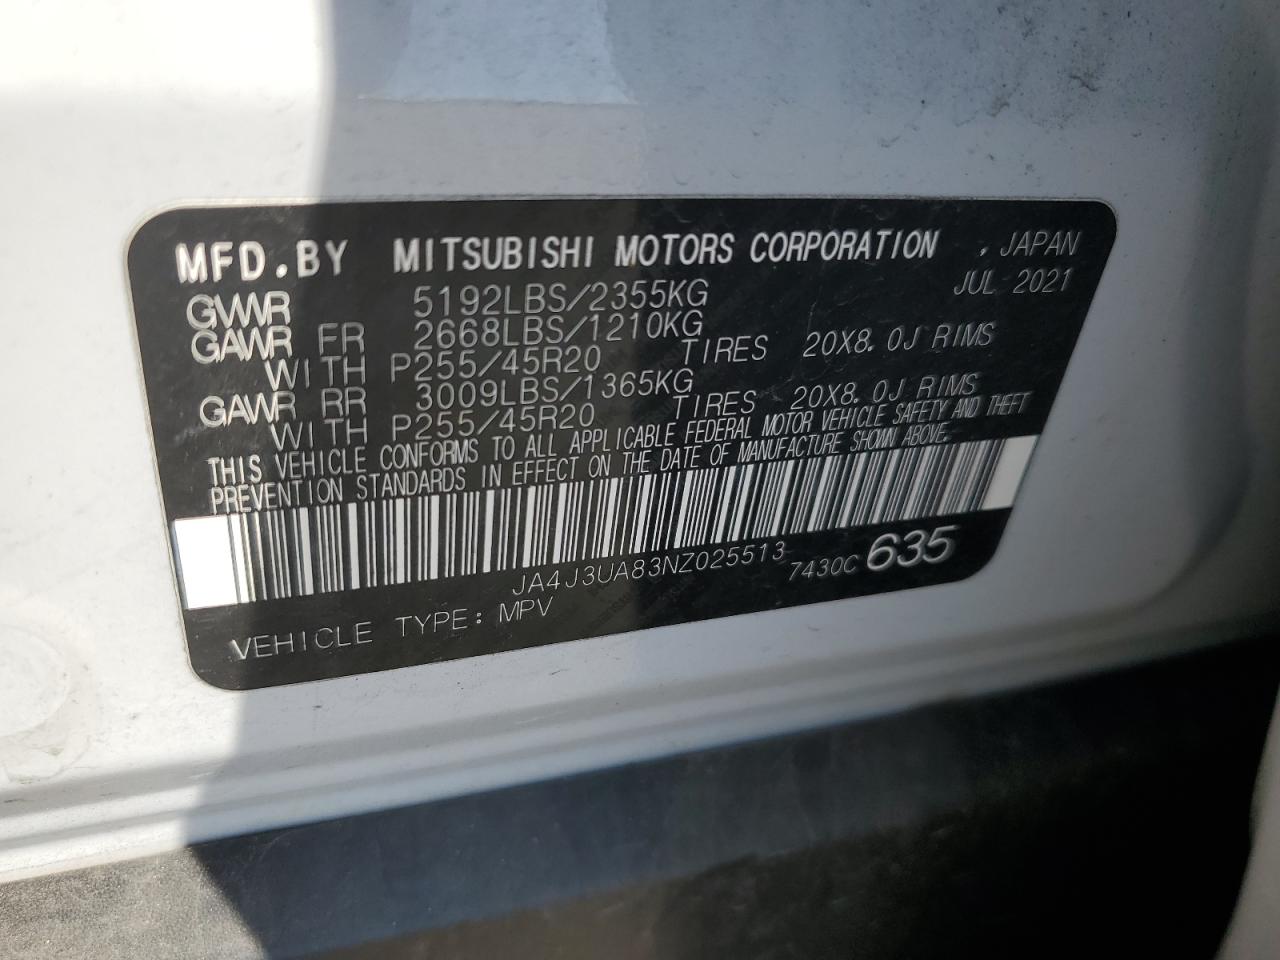 MFD.BY MITSUBISHI MOTORS CORPORATION , JAPAN
JUL 2021
GVWR 5192LBS/2355KG
GAWR FR 2668LBS/1210KG
WITH P255/45R20 TIRES 20X8.0J RIMS
GAWR RR 3009LBS/1365KG
WITH P255/45R20 TIRES 20X8.0J RIMS
THIS VEHICLE CONFORMS TO ALL APPLICABLE FEDERAL MOTOR VEHICLE SAFETY AND THEFT
PREVENTION STANDARDS IN EFFECT ON THE DATE OF MANUFACTURE SHOWN ABOVE.
JA4J3UA83NZ025513 7430C 635
VEHICLE TYPE: MPV